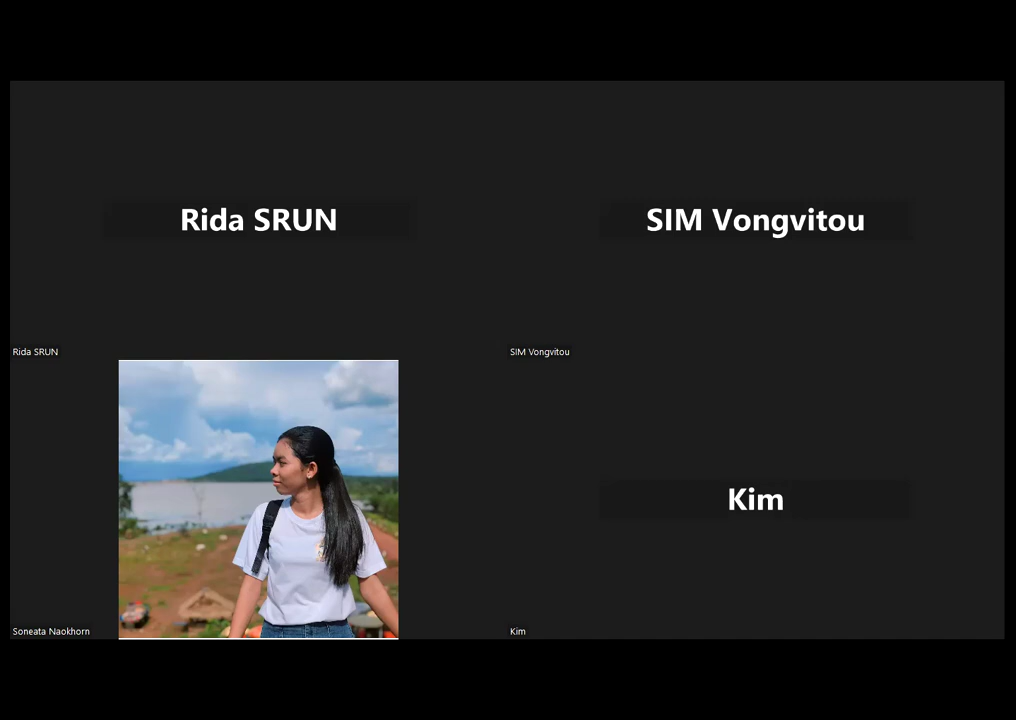 Rida SRUN
SIM Vongvitou
Rida SRUN
SIM Vongvitou
Kim
Soneata Naokhorn
Kim